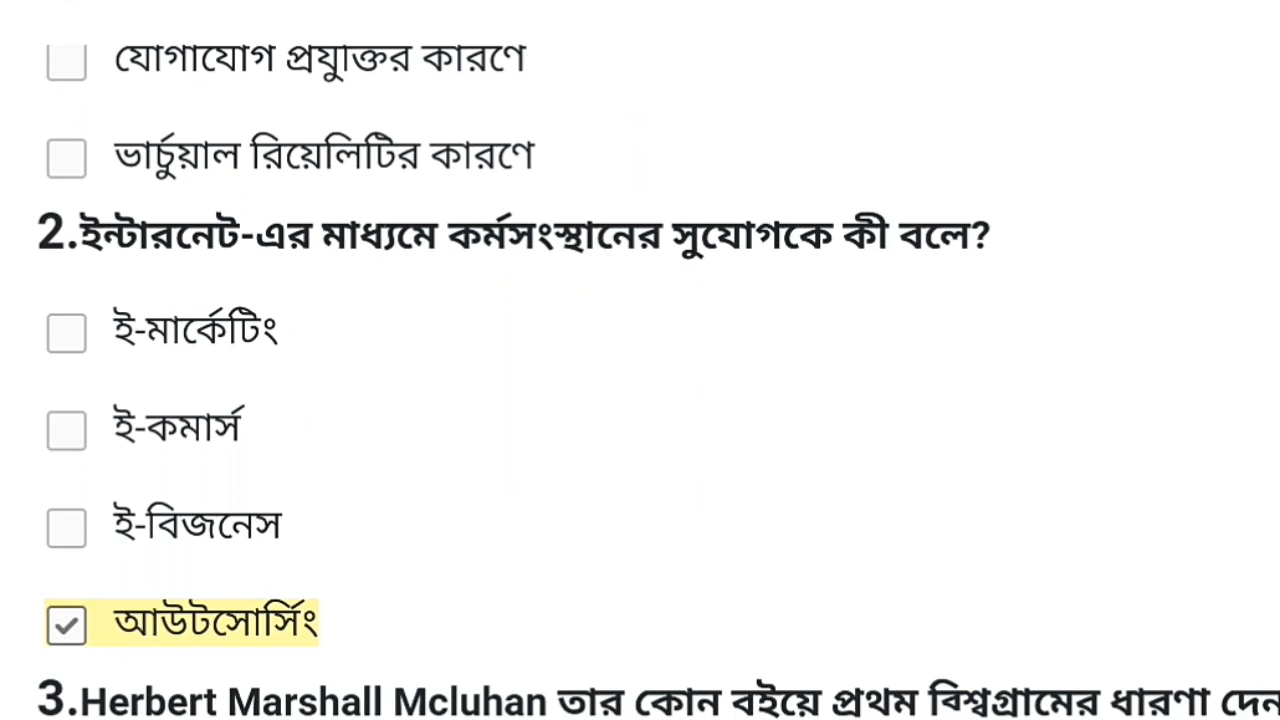 যোগাযোগ প্রযুক্তির কারণে
ভার্চুয়াল রিয়েলিটির কারণে
2.ইন্টারনেট-এর মাধ্যমে কর্মসংস্থানের সুযোগকে কী বলে?
ই-মার্কেটিং
ই-কমার্স
ই-বিজনেস
আউটসোর্সিং
3.Herbert Marshall Mcluhan তার কোন বইয়ে প্রথম বিশ্বগ্রামের ধারণা দেন